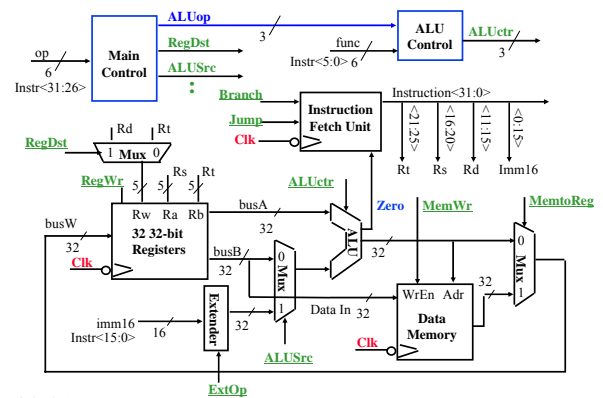 ALUop
RegDst
ALUSrc
:
3
op
6
Instr<31:26>
Main
Control
func
Instr<5:0>
6
ALU
Control
ALUctr
3
Branch
Jump
Clk
Instruction
Fetch Unit
Instruction<31:0>
<21:25>
<16:20>
<11:15>
<0:15>
Rt
Rs
Rd
Imm16
RegDst
Rd
Rt
1 Mux 0
RegWr
5
5
5
Rs
Rt
Rw Ra Rb
32 32-bit
Registers
busW
32
Clk
busA
32
busB
32
ALUctr
ALU
Zero
32
MemWr
MemtoReg
0
Mux
1
imm16
Instr<15:0>
16
Extender
32
ExtOp
ALUSrc
Data In
32
WrEn Adr
Data
Memory
Clk
32
0
Mux
1